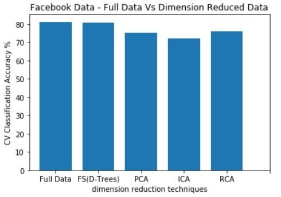 Facebook Data - Full Data Vs Dimension Reduced Data
CV Classification Accuracy %
80
70
60
50
40
30
20
10
0
Full Data FS(D-Trees) PCA ICA RCA
dimension reduction techniques